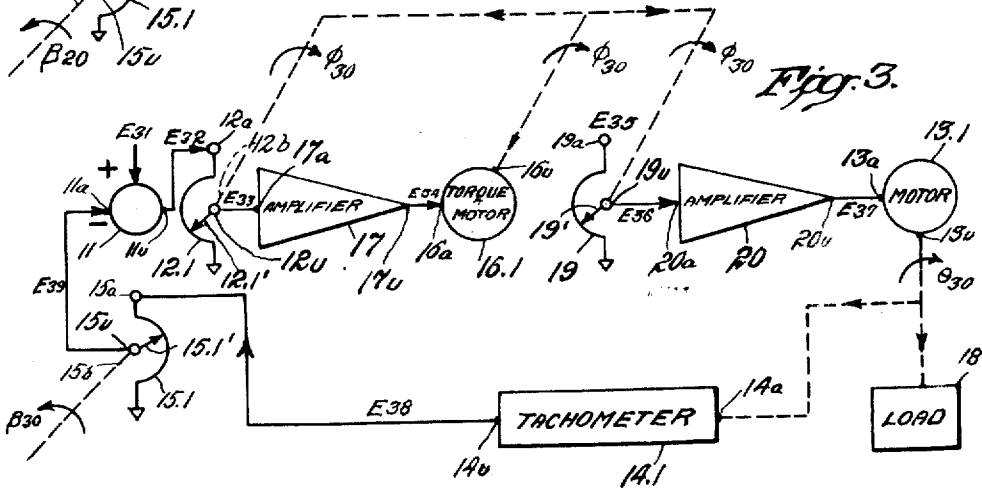 15.1
15u
β20
Fig. 3.
ϕ30
ϕ30
ϕ30
E31
E32
12a
12b
17a
E35
19a
13.1
+
11a
−
11
11u
E33
AMPLIFIER
E34
16u
TORQUE MOTOR
16a
19u
19'
E36
AMPLIFIER
13a
MOTOR
E37
13u
12.1
12.1'
12u
17
17u
16.1
19
20a
20
20u
θ30
E39
15a
15u
15.1'
15b
15.1
β30
E38
14u
TACHOMETER
14a
14.1
18
LOAD